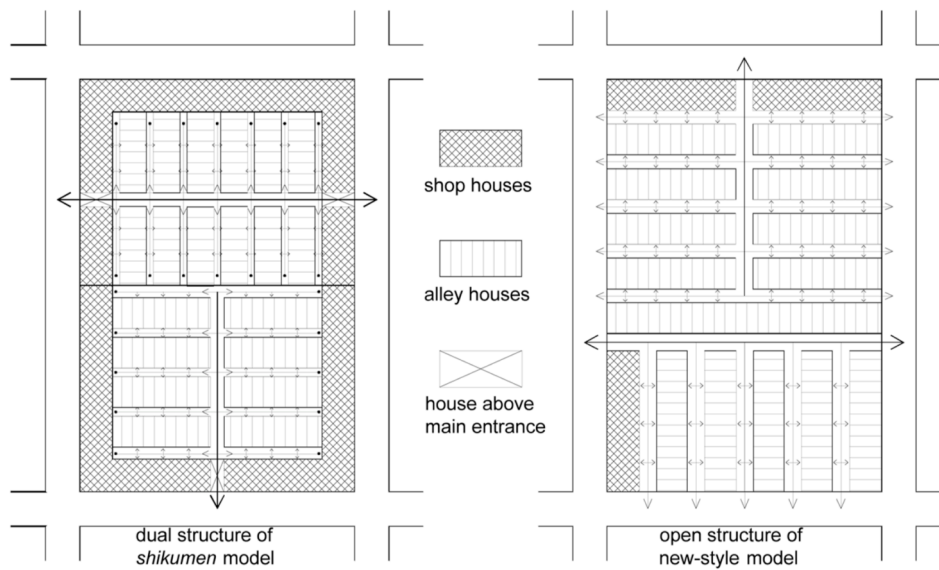 shop houses
alley houses
house above
main entrance
dual structure of
shikumen model
open structure of
new-style model